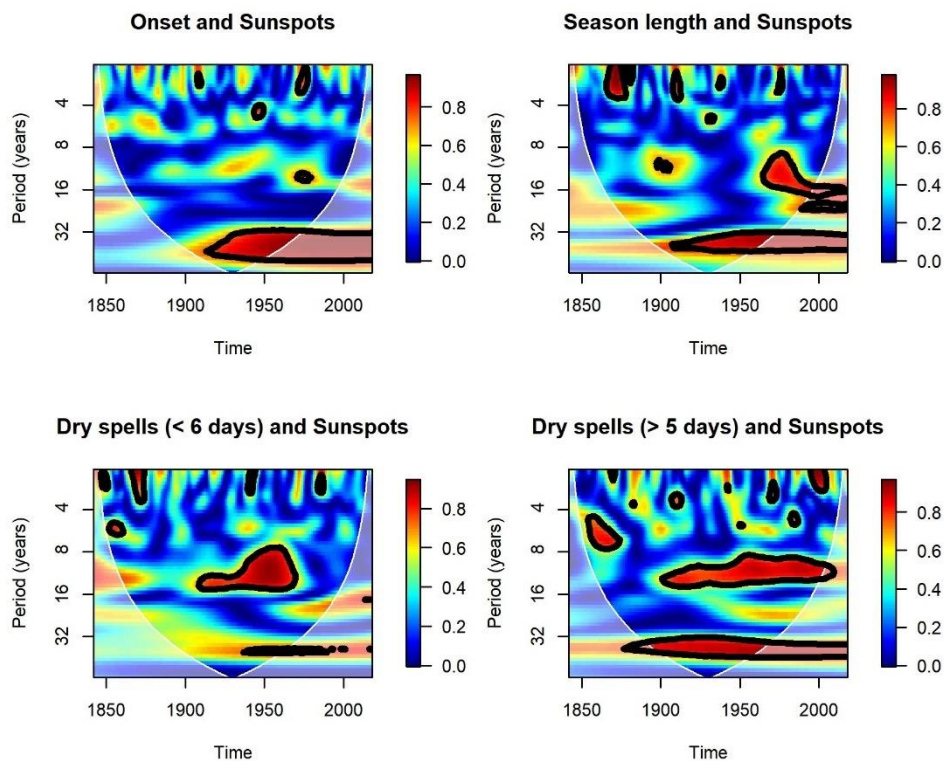 Onset and Sunspots
Period (years)
4
8
16
32
1850 1900 1950 2000
Time
0.8
0.6
0.4
0.2
0.0
Season length and Sunspots
Period (years)
4
8
16
32
1850 1900 1950 2000
Time
0.8
0.6
0.4
0.2
0.0
Dry spells (< 6 days) and Sunspots
Period (years)
4
8
16
32
1850 1900 1950 2000
Time
0.8
0.6
0.4
0.2
0.0
Dry spells (> 5 days) and Sunspots
Period (years)
4
8
16
32
1850 1900 1950 2000
Time
0.8
0.6
0.4
0.2
0.0